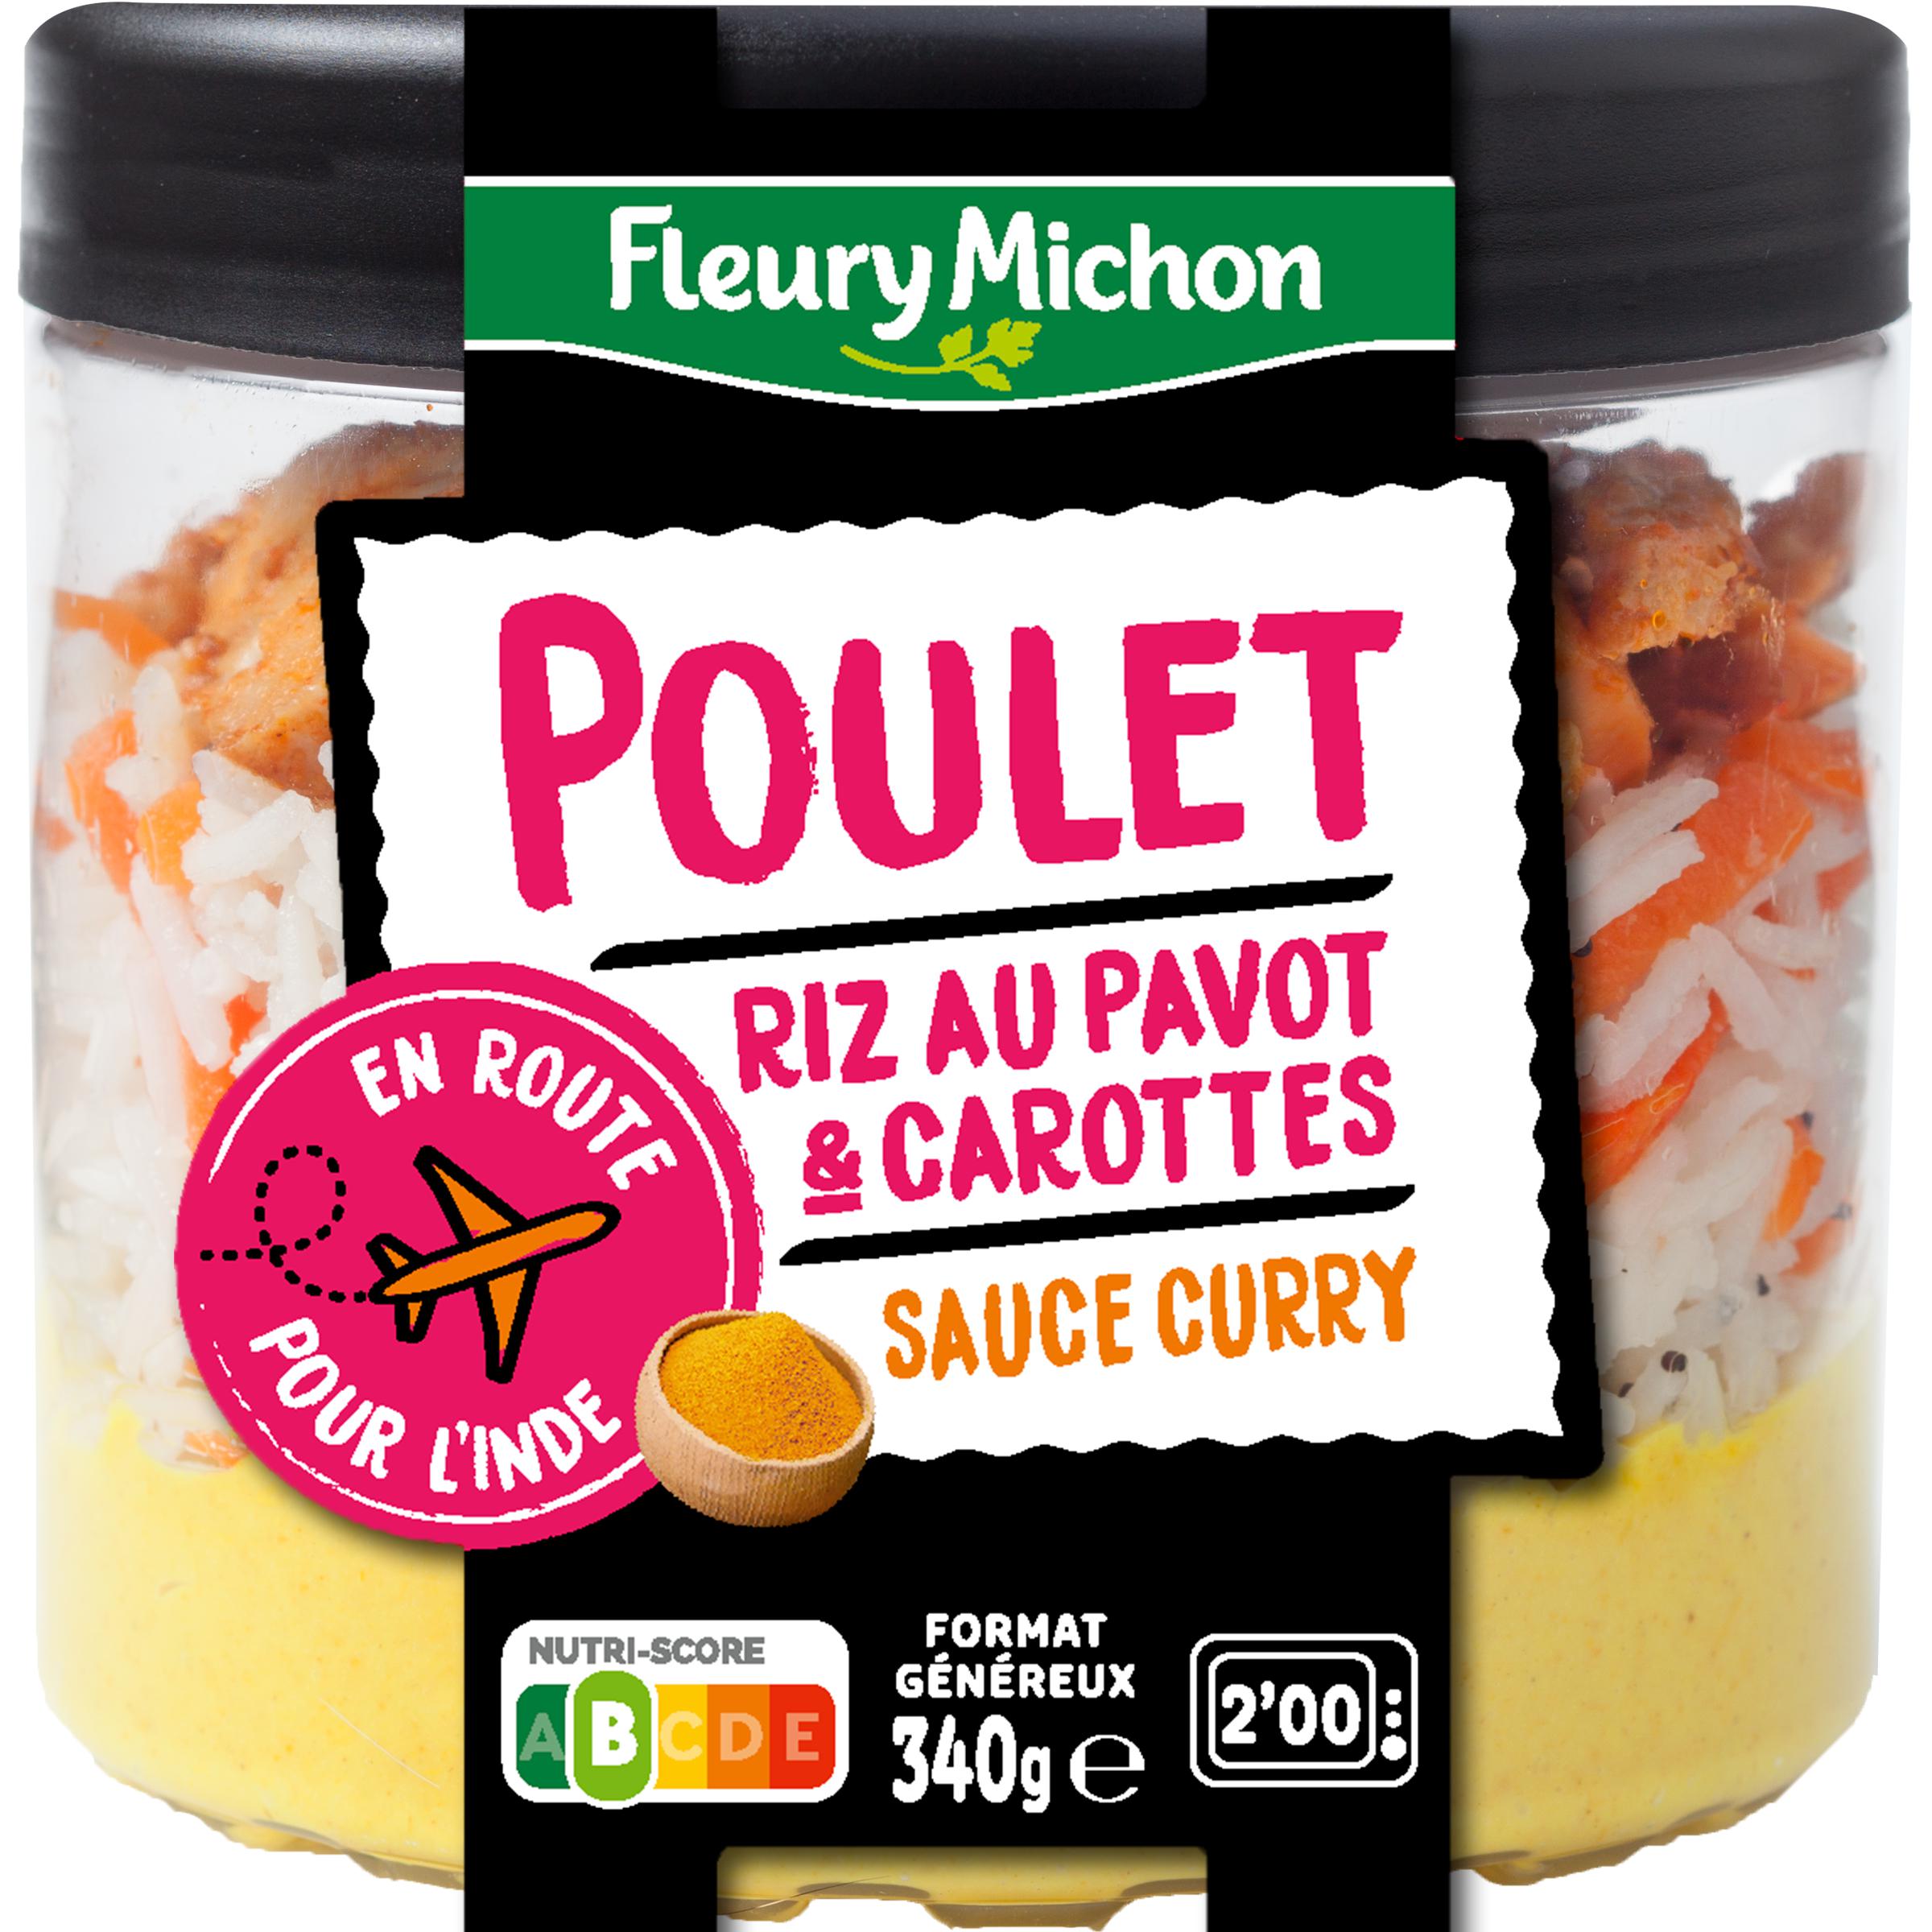 Fleury Michon
POULET
RIZ AU PAVOT
& CAROTTES
SAUCE CURRY
EN ROUTE
POUR L'INDE
NUTRI-SCORE
A B C D E
FORMAT
GÉNÉREUX
340g e
2'00